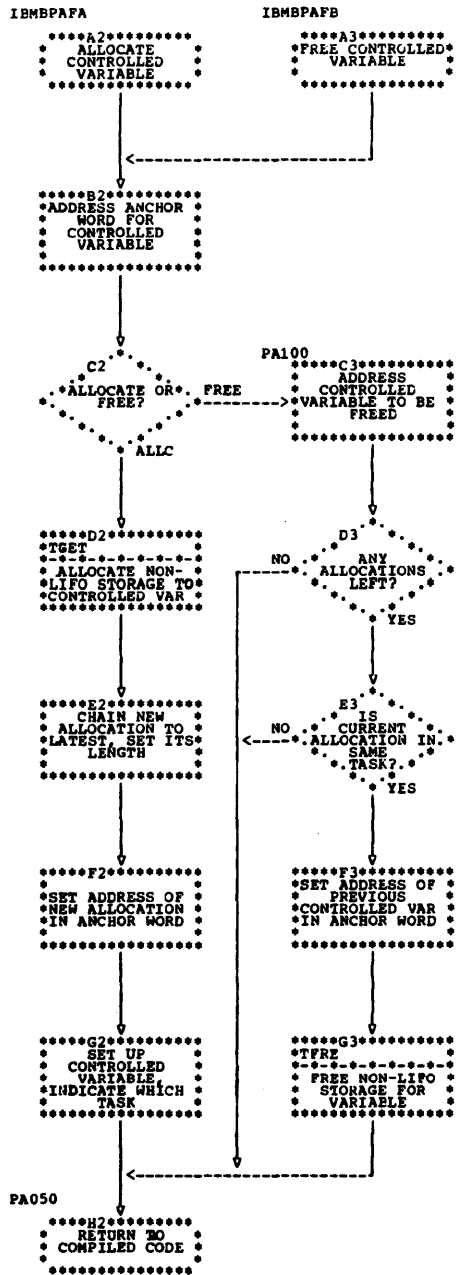 IBMBPAFA
IBMBPAFB
A2
ALLOCATE
CONTROLLED
VARIABLE
A3
FREE CONTROLLED
VARIABLE
B2
ADDRESS ANCHOR
WORD FOR
CONTROLLED
VARIABLE
C2
ALLOCATE OR
FREE?
FREE
ALLC
PA100
C3
ADDRESS
CONTROLLED
VARIABLE TO BE
FREED
D2
TGET
ALLOCATE NON-
LIFO STORAGE TO
CONTROLLED VAR
D3
ANY
ALLOCATIONS
LEFT?
NO
YES
E2
CHAIN NEW
ALLOCATION TO
LATEST, SET ITS
LENGTH
E3
IS
CURRENT
ALLOCATION IN
SAME
TASK?
NO
YES
F2
SET ADDRESS OF
NEW ALLOCATION
IN ANCHOR WORD
F3
SET ADDRESS OF
PREVIOUS
CONTROLLED VAR
IN ANCHOR WORD
G2
SET UP
CONTROLLED
VARIABLE,
INDICATE WHICH
TASK
G3
TFRE
FREE NON-LIFO
STORAGE FOR
VARIABLE
PA050
H2
RETURN TO
COMPILED CODE